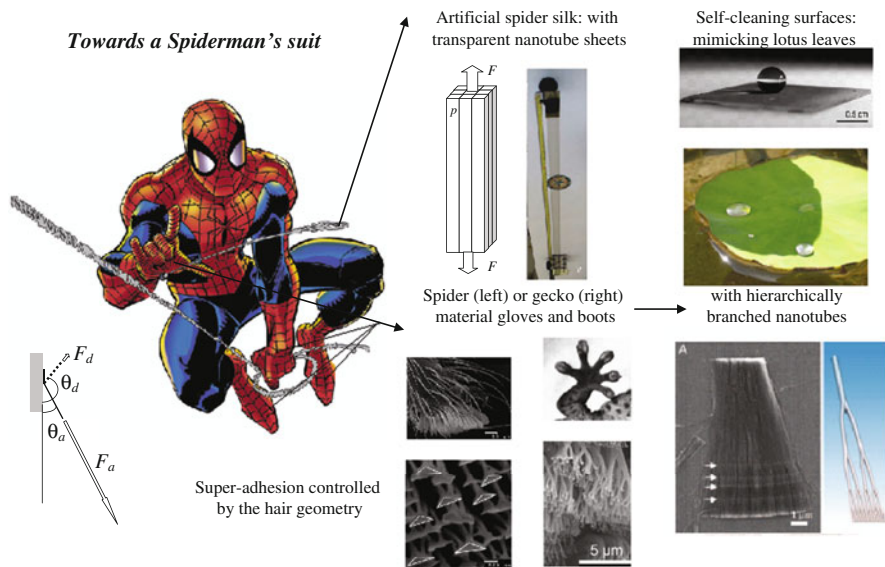 Towards a Spiderman's suit
Artificial spider silk: with
transparent nanotube sheets
F
p
F
Self-cleaning surfaces:
mimicking lotus leaves
0.5 cm
Spider (left) or gecko (right)
material gloves and boots
with hierarchically
branched nanotubes
F_d
θ_d
θ_a
F_a
Super-adhesion controlled
by the hair geometry
5 µm
A
1 µm